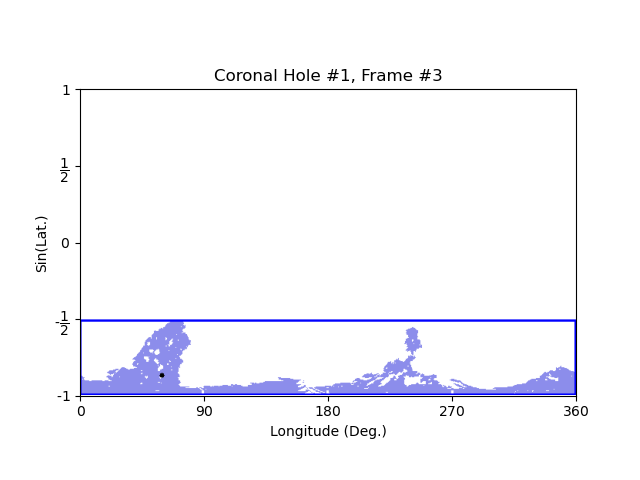 Coronal Hole #1, Frame #3
Sin(Lat.)
1
1/2
0
-1/2
-1
0 90 180 270 360
Longitude (Deg.)